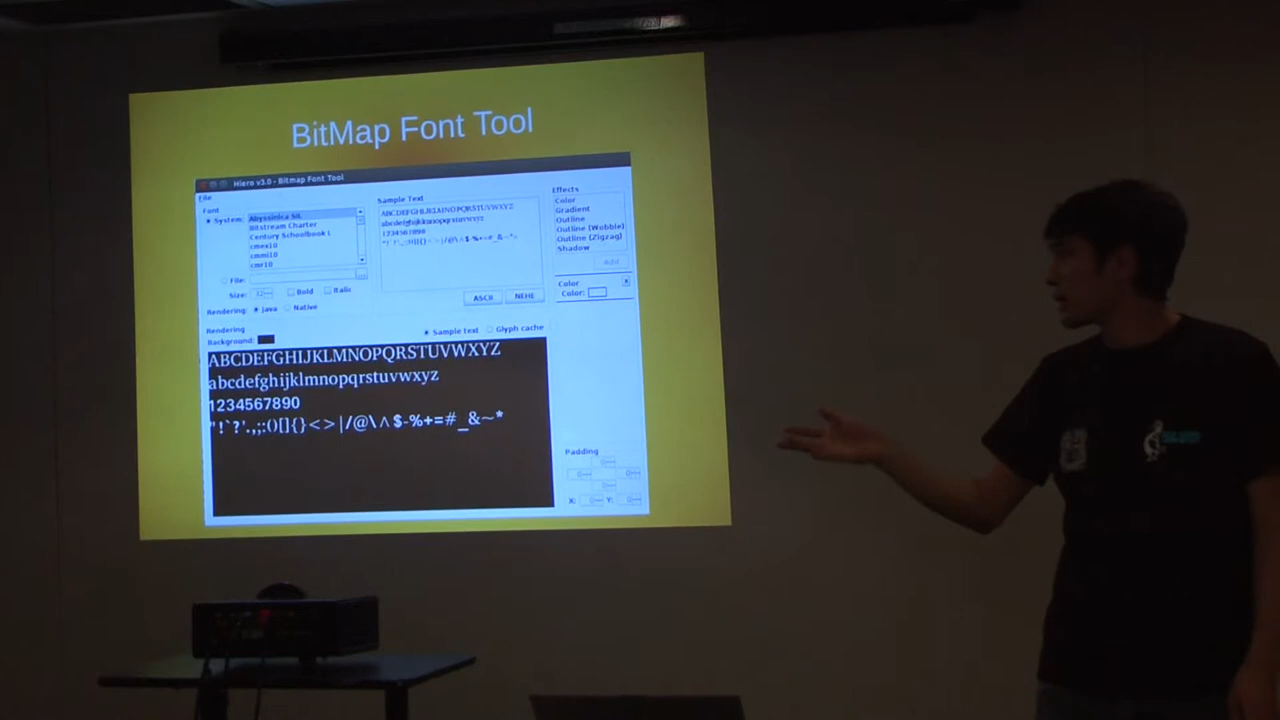 BitMap Font Tool
Hiero v3.0 - Bitmap Font Tool
File
Font
System:
Abyssinica SIL
Bitstream Charter
Century Schoolbook L
cmex10
cmmi10
cmr10
File:
Size:
Bold
Italic
Rendering:
Java
Native
Sample Text
ABCDEFGHIJKLMNOPQRSTUVWXYZ
abcdefghijklmnopqrstuvwxyz
1234567890
ASCII
NEHE
Effects
Color
Gradient
Outline
Outline (Wobble)
Outline (Zigzag)
Shadow
Add
Color
Color:
x
Rendering
Background:
Sample text
Glyph cache
ABCDEFGHIJKLMNOPQRSTUVWXYZ
abcdefghijklmnopqrstuvwxyz
1234567890
"!`?'.,;:()[]{}<>|/@\^$-%+=#_&~*
Padding
X:
Y: